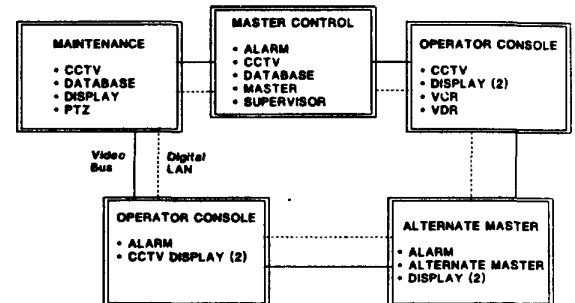 MAINTENANCE
• CCTV
• DATABASE
• DISPLAY
• PTZ
MASTER CONTROL
• ALARM
• CCTV
• DATABASE
• MASTER
• SUPERVISOR
OPERATOR CONSOLE
• CCTV
• DISPLAY (2)
• VCR
• VDR
Video
Bus
Digital
LAN
OPERATOR CONSOLE
• ALARM
• CCTV DISPLAY (2)
ALTERNATE MASTER
• ALARM
• ALTERNATE MASTER
• DISPLAY (2)